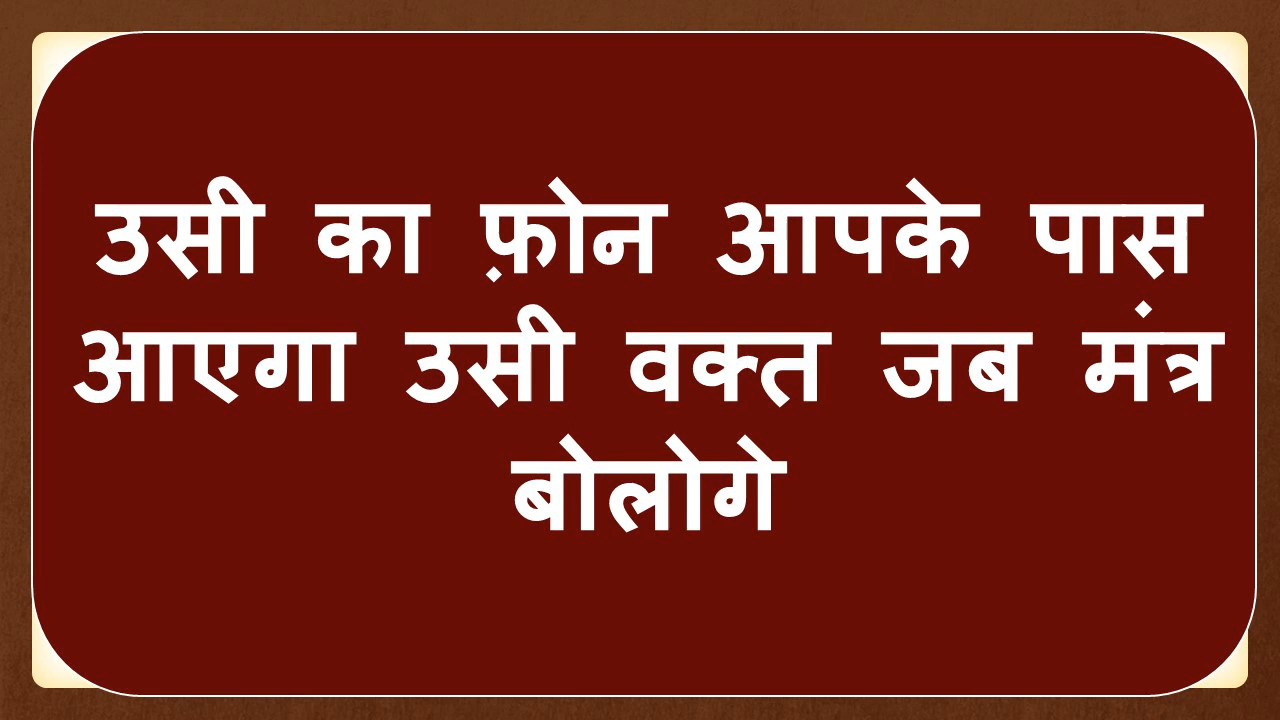 उसी का फ़ोन आपके पास
आएगा उसी वक्त जब मंत्र
बोलोगे